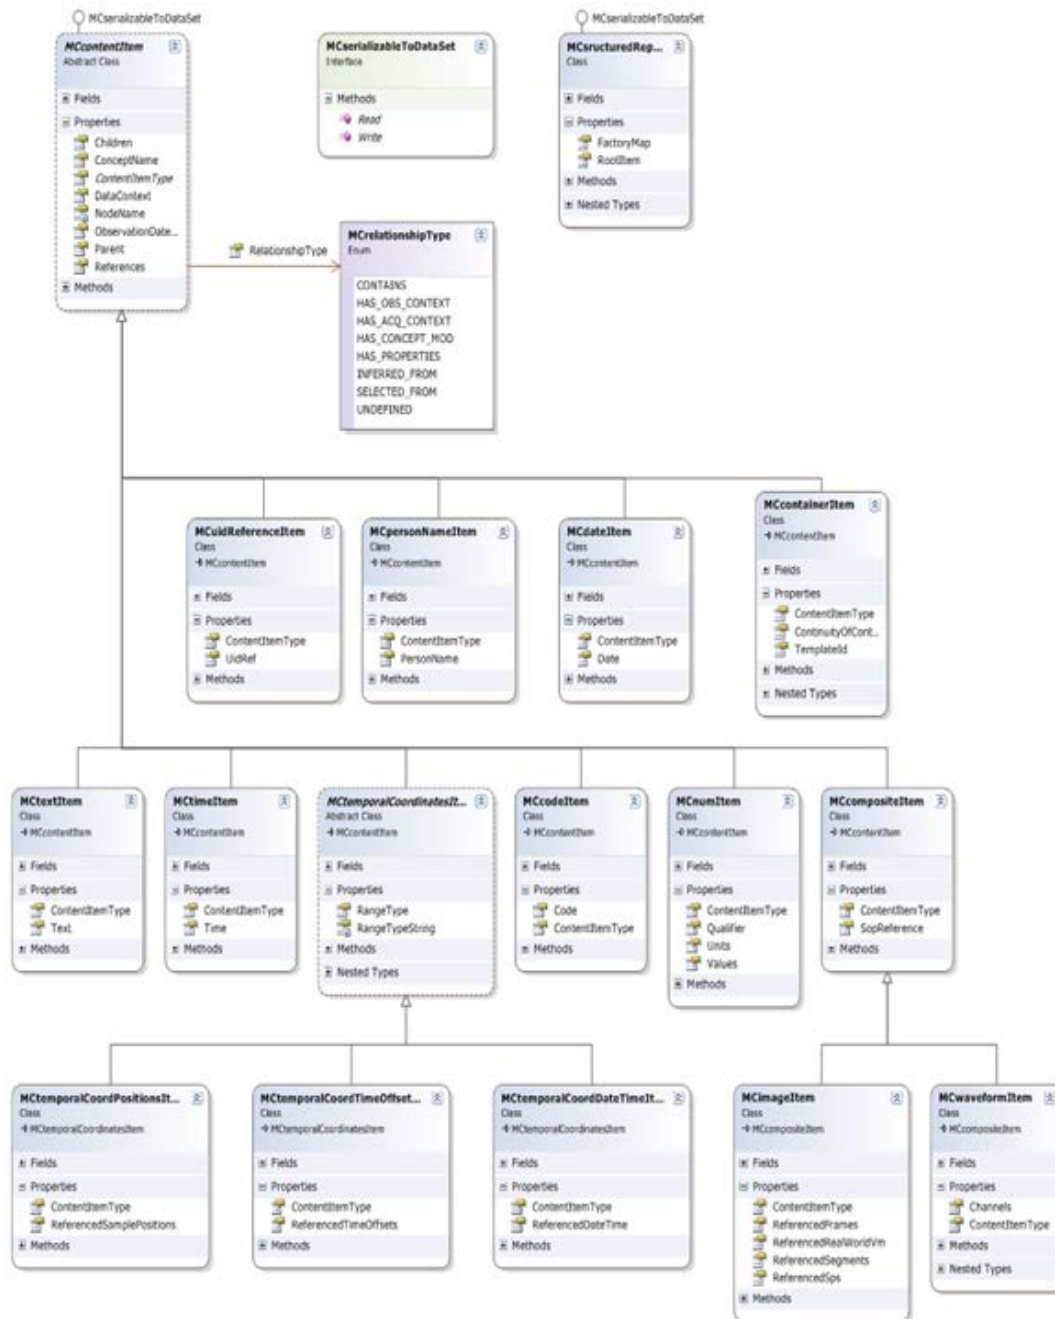 MCserializableToDataSet
MCcontentItem
Abstract Class
Fields
Properties
Children
ConceptName
ContentItemType
DataContext
NodeName
ObservationDate...
Parent
References
Methods
MCserializableToDataSet
Interface
Methods
Read
Write
MCserializableToDataSet
MCsructuredRep...
Class
Fields
Properties
FactoryMap
RootItem
Methods
Nested Types
RelationshipType
MCrelationshipType
Enum
CONTAINS
HAS_OBS_CONTEXT
HAS_ACQ_CONTEXT
HAS_CONCEPT_MOD
HAS_PROPERTIES
INFERRED_FROM
SELECTED_FROM
UNDEFINED
MCuidReferenceItem
Class
MCcontentItem
Fields
Properties
ContentItemType
UidRef
Methods
MCpersonNameItem
Class
MCcontentItem
Fields
Properties
ContentItemType
PersonName
Methods
MCdateItem
Class
MCcontentItem
Fields
Properties
ContentItemType
Date
Methods
MCcontainerItem
Class
MCcontentItem
Fields
Properties
ContentItemType
ContinuityOfCont...
TemplateId
Methods
Nested Types
MCtextItem
Class
MCcontentItem
Fields
Properties
ContentItemType
Text
Methods
MCtimeItem
Class
MCcontentItem
Fields
Properties
ContentItemType
Time
Methods
MCtemporalCoordinatesIt...
Abstract Class
MCcontentItem
Fields
Properties
RangeType
RangeTypeString
Methods
Nested Types
MCcodeItem
Class
MCcontentItem
Fields
Properties
Code
ContentItemType
Methods
MCnumItem
Class
MCcontentItem
Fields
Properties
ContentItemType
Qualifier
Units
Values
Methods
MCcompositeItem
Class
MCcontentItem
Fields
Properties
ContentItemType
SopReference
Methods
MCtemporalCoordPositionsIt...
Class
MCtemporalCoordinatesItem
Fields
Properties
ContentItemType
ReferencedSamplePositions
Methods
MCtemporalCoordTimeOffset...
Class
MCtemporalCoordinatesItem
Fields
Properties
ContentItemType
ReferencedTimeOffsets
Methods
MCtemporalCoordDateTimeIt...
Class
MCtemporalCoordinatesItem
Fields
Properties
ContentItemType
ReferencedDateTime
Methods
MCimageItem
Class
MCcompositeItem
Fields
Properties
ContentItemType
ReferencedFrames
ReferencedRealWorldVm
ReferencedSegments
ReferencedSps
Methods
MCwaveformItem
Class
MCcompositeItem
Fields
Properties
Channels
ContentItemType
Methods
Nested Types